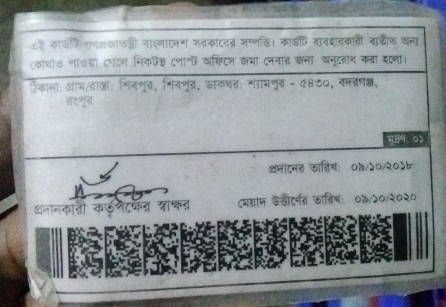 এই কার্ডটি গণপ্রজাতন্ত্রী বাংলাদেশ সরকারের সম্পত্তি। কার্ডটি ব্যবহারকারী ব্যতীত অন্য
কোথাও পাওয়া গেলে নিকটস্থ পোস্ট অফিসে জমা দেবার জন্য অনুরোধ করা হলো।
ঠিকানা: গ্রাম/রাস্তা: শিবপুর, শিবপুর, ডাকঘর: শ্যামপুর - ৫৪৩০, বদরগঞ্জ,
রংপুর
মুদ্রণ: ০১
প্রদানের তারিখ: ০৯/১০/২০১৮
প্রদানকারী কর্তৃপক্ষের স্বাক্ষর
মেয়াদ উত্তীর্ণের তারিখ: ০৯/১০/২০২০